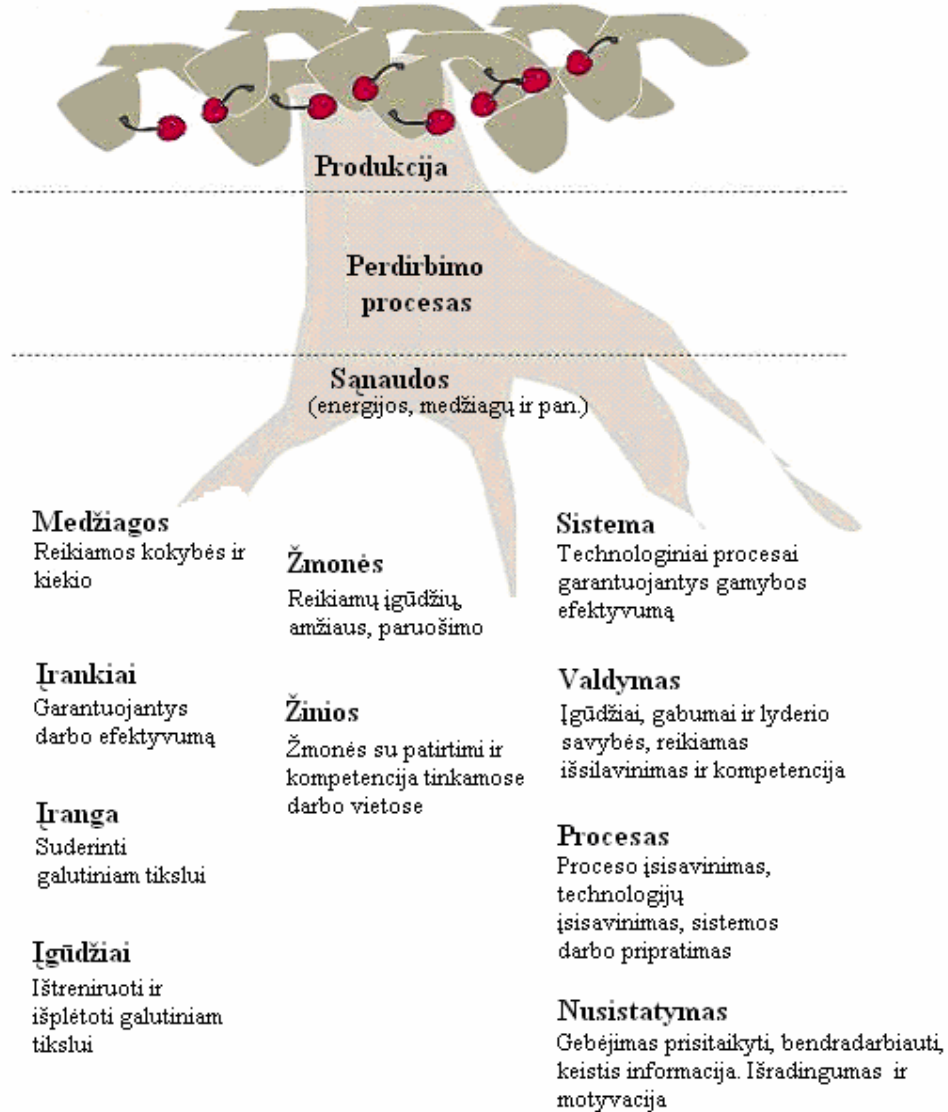 Produkcija
Perdirbimo
procesas
Sąnaudos
(energijos, medžiagų ir pan.)
Medžiagos
Reikiamos kokybės ir
kiekio
Įrankiai
Garantuojantys
darbo efektyvumą
Įranga
Suderinti
galutiniam tikslui
Įgūdžiai
Ištreniruoti ir
išplėtoti galutiniam
tikslui
Žmonės
Reikiamų įgūdžių,
amžiaus, paruošimo
Žinios
Žmonės su patirtimi ir
kompetencija tinkamose
darbo vietose
Sistema
Technologiniai procesai
garantuojantys gamybos
efektyvumą
Valdymas
Įgūdžiai, gabumai ir lyderio
savybės, reikiamas
išsilavinimas ir kompetencija
Procesas
Proceso įsisavinimas,
technologijų
įsisavinimas, sistemos
darbo pripratimas
Nusistatymas
Gebėjimas prisitaikyti, bendradarbiauti,
keistis informacija. Išradingumas ir
motyvacija